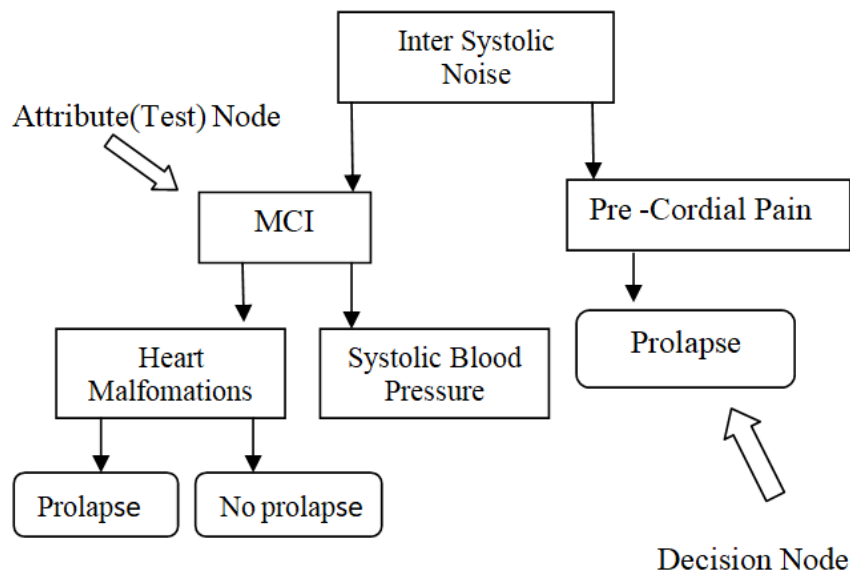 Inter Systolic
Noise
Attribute(Test) Node
MCI
Pre -Cordial Pain
Heart
Malfomations
Systolic Blood
Pressure
Prolapse
Prolapse
No prolapse
Decision Node